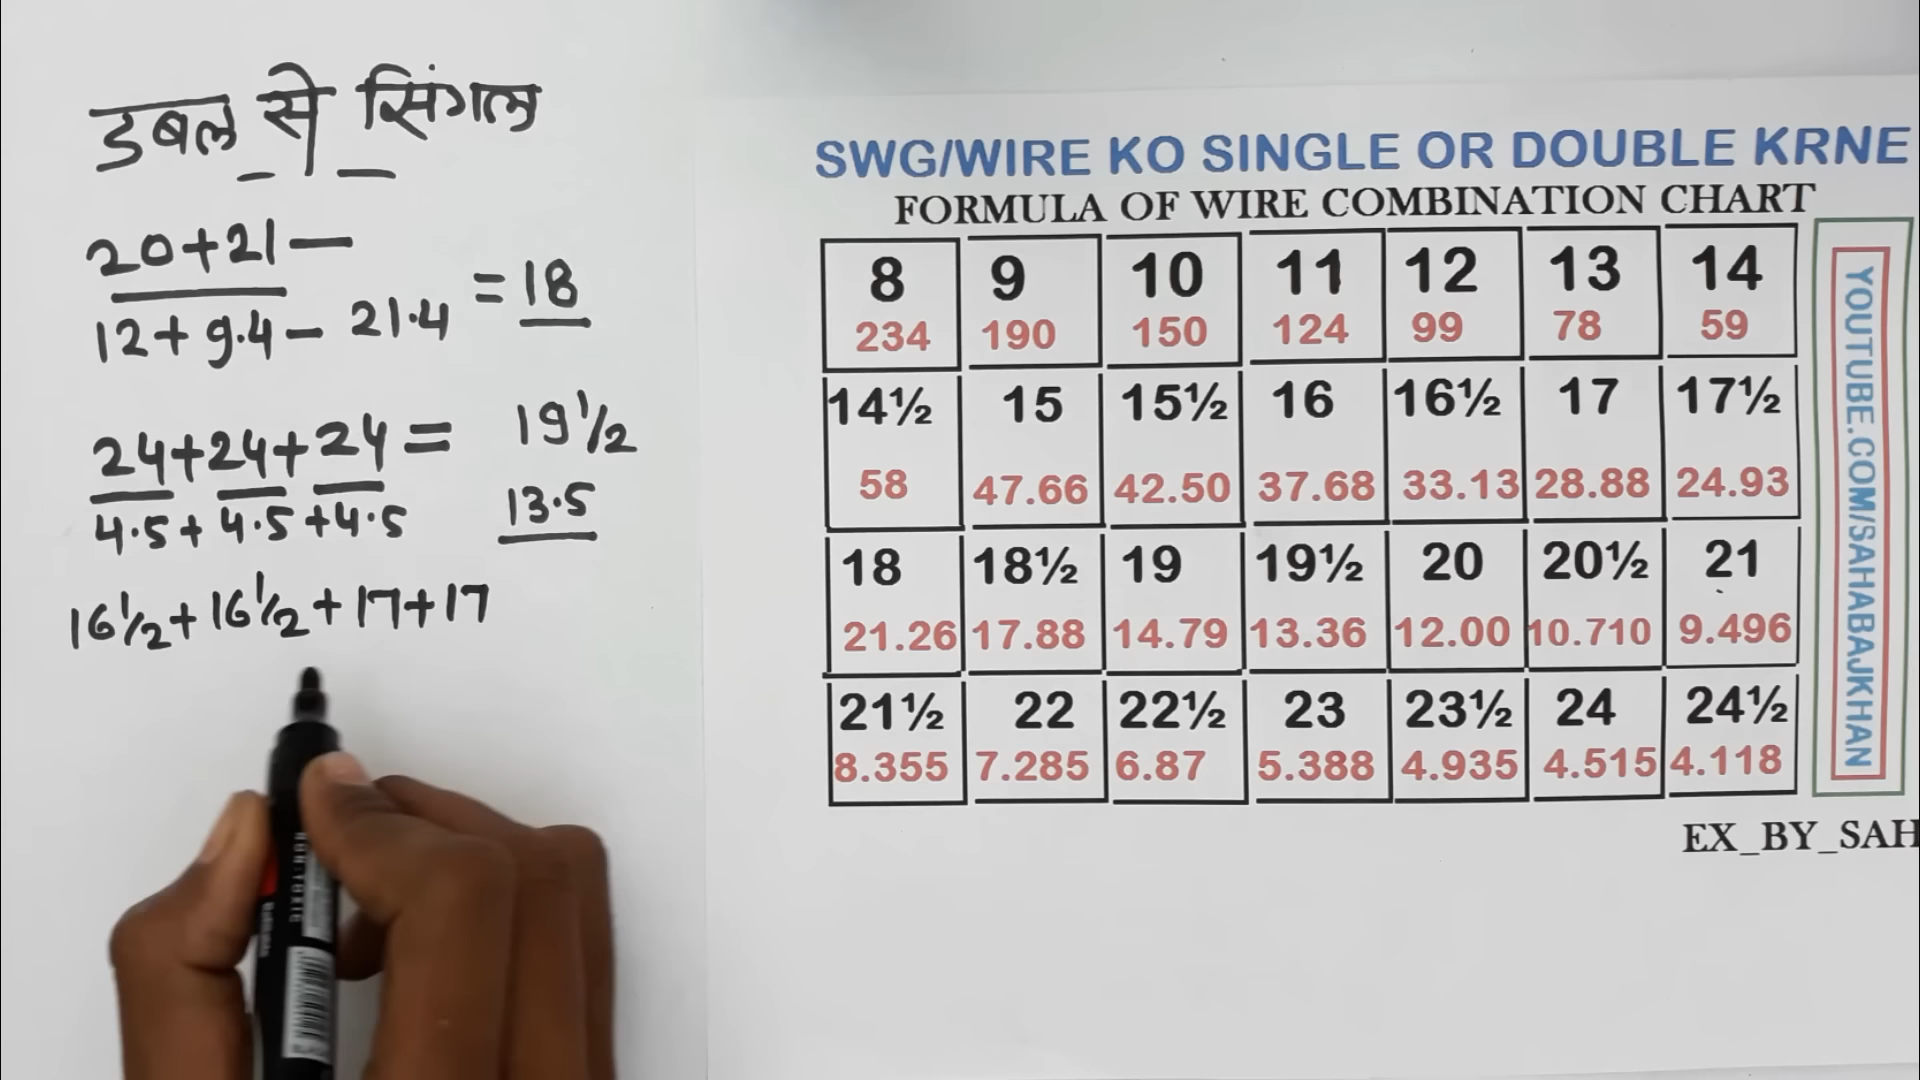 डबल से सिंगल
20+21 —
12 + 9.4 — 21.4 = 18
24+24+24 = 19½
4.5 + 4.5 + 4.5 13.5
16½ + 16½ + 17 + 17
SWG/WIRE KO SINGLE OR DOUBLE KRNE
FORMULA OF WIRE COMBINATION CHART
8 9 10 11 12 13 14
234 190 150 124 99 78 59
14½ 15 15½ 16 16½ 17 17½
58 47.66 42.50 37.68 33.13 28.88 24.93
18 18½ 19 19½ 20 20½ 21
21.26 17.88 14.79 13.36 12.00 10.710 9.496
21½ 22 22½ 23 23½ 24 24½
8.355 7.285 6.87 5.388 4.935 4.515 4.118
YOUTUBE.COM/SAHABAJKHAN
EX_BY_SAH